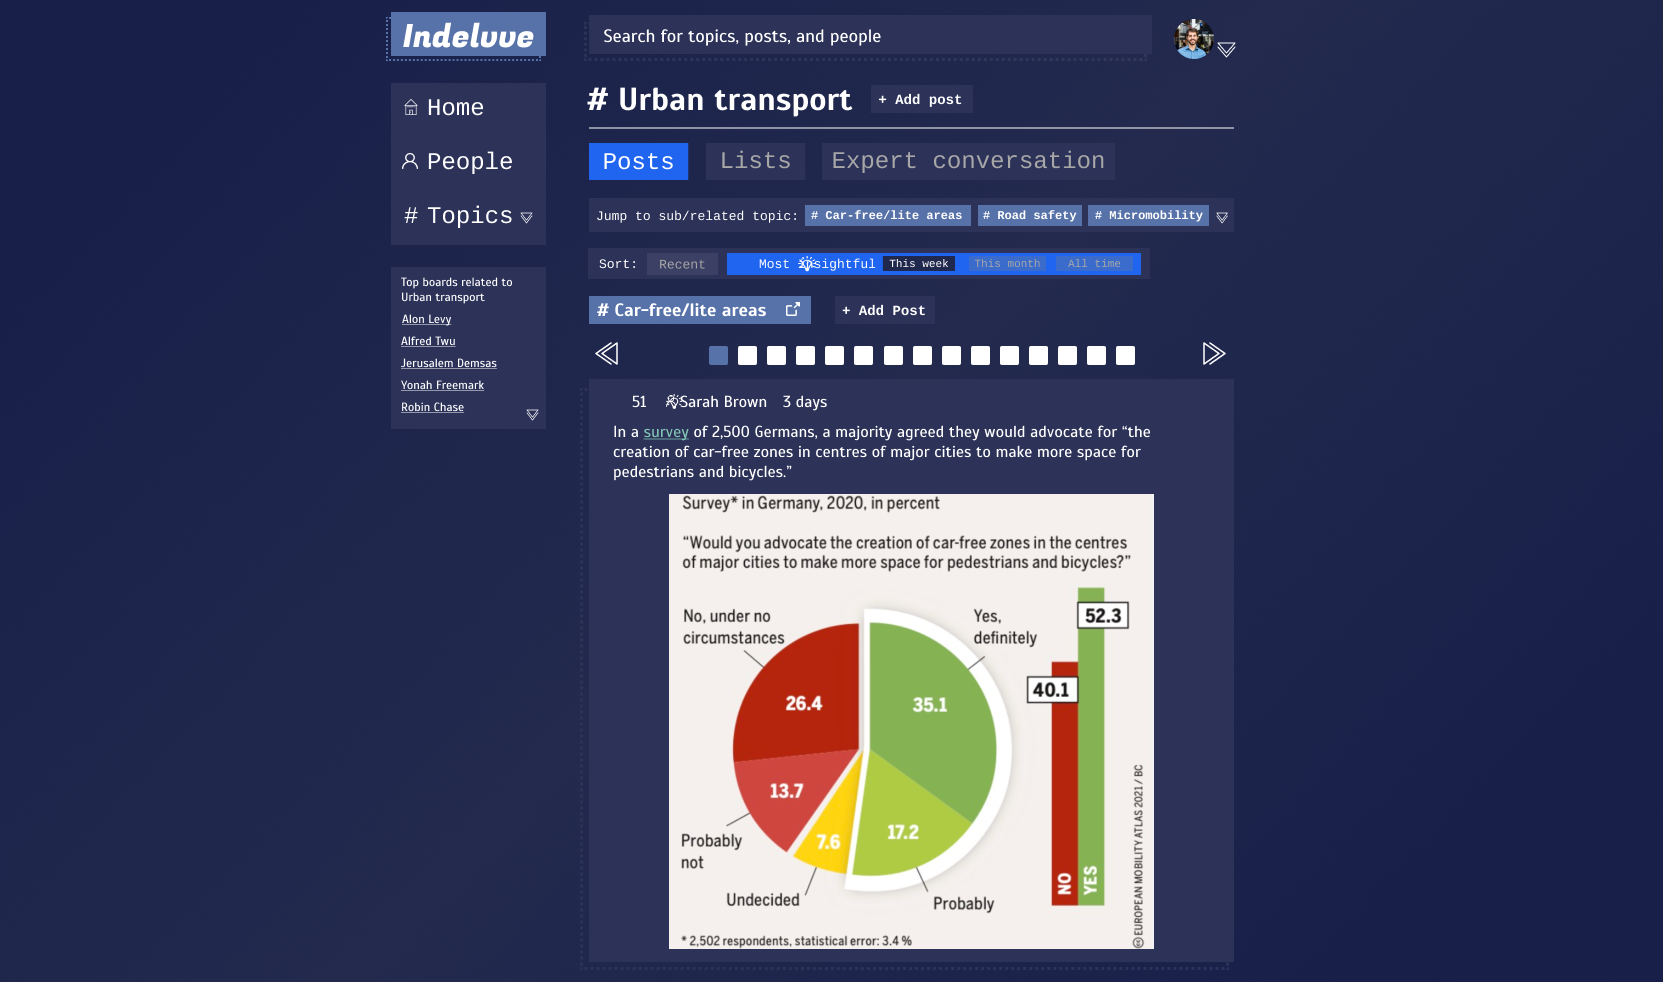 Indeluve
Search for topics, posts, and people
Home
People
# Topics
Top boards related to
Urban transport
Alon Levy
Alfred Twu
Jerusalem Demsas
Yonah Freemark
Robin Chase
# Urban transport
+ Add post
Posts
Lists
Expert conversation
Jump to sub/related topic: # Car-free/lite areas # Road safety # Micromobility
Sort: Recent Most insightful This week This month All time
# Car-free/lite areas
+ Add Post
51 Sarah Brown 3 days
In a survey of 2,500 Germans, a majority agreed they would advocate for “the
creation of car-free zones in centres of major cities to make more space for
pedestrians and bicycles.”
Survey* in Germany, 2020, in percent
“Would you advocate the creation of car-free zones in the centres
of major cities to make more space for pedestrians and bicycles?”
No, under no
circumstances
Yes,
definitely
52.3
40.1
26.4
35.1
13.7
7.6
17.2
Probably
not
Undecided
Probably
NO
YES
* 2,502 respondents, statistical error: 3.4 %
EUROPEAN MOBILITY ATLAS 2021 / BC